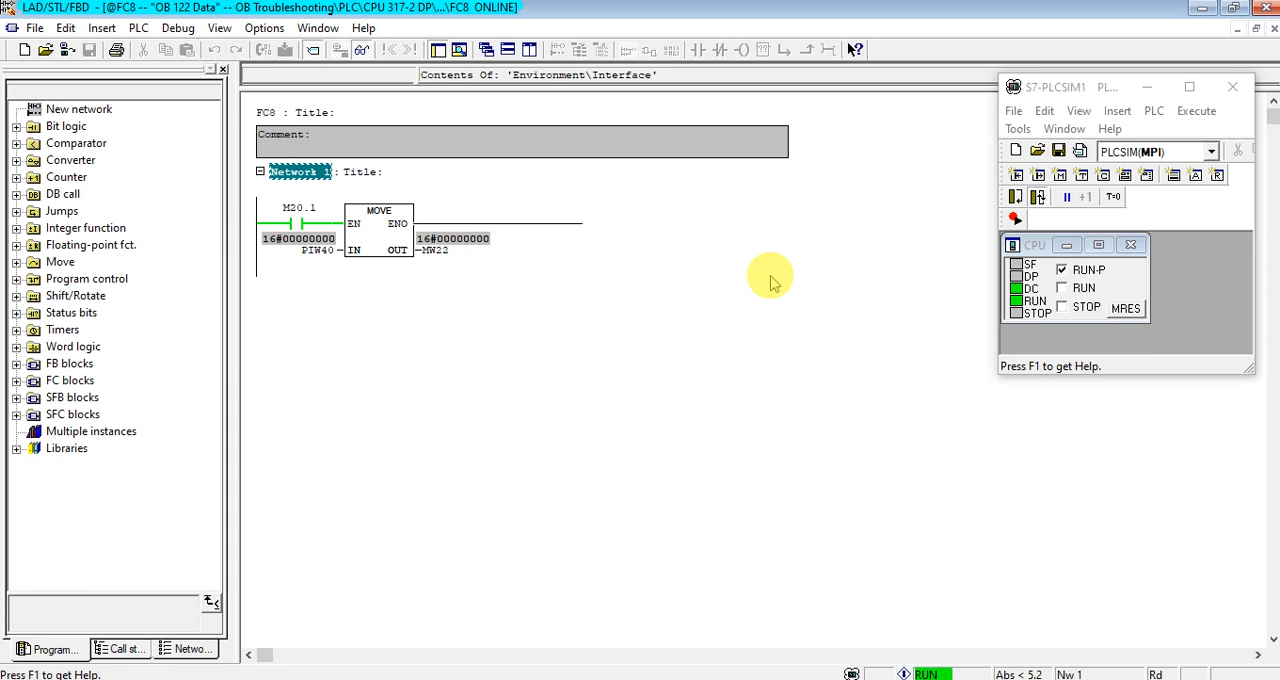 LAD/STL/FBD - [@FC8 -- "OB 122 Data" -- OB Troubleshooting\PLC\CPU 317-2 DP\...\FC8 ONLINE]
File Edit Insert PLC Debug View Options Window Help
Contents Of: 'Environment\Interface'
New network
Bit logic
Comparator
Converter
Counter
DB call
Jumps
Integer function
Floating-point fct.
Move
Program control
Shift/Rotate
Status bits
Timers
Word logic
FB blocks
FC blocks
SFB blocks
SFC blocks
Multiple instances
Libraries
Program... Call st... Netwo...
FC8 : Title:
Comment:
Network 1: Title:
M20.1
MOVE
EN ENO
16#00000000 16#00000000
PIW40 IN OUT MW22
S7-PLCSIM1 PL...
File Edit View Insert PLC Execute
Tools Window Help
PLCSIM(MPI)
+1 T=0
CPU
SF
DP
DC
RUN
STOP
RUN-P
RUN
STOP MRES
Press F1 to get Help.
Press F1 to get Help.
RUN Abs < 5.2 Nw 1 Rd